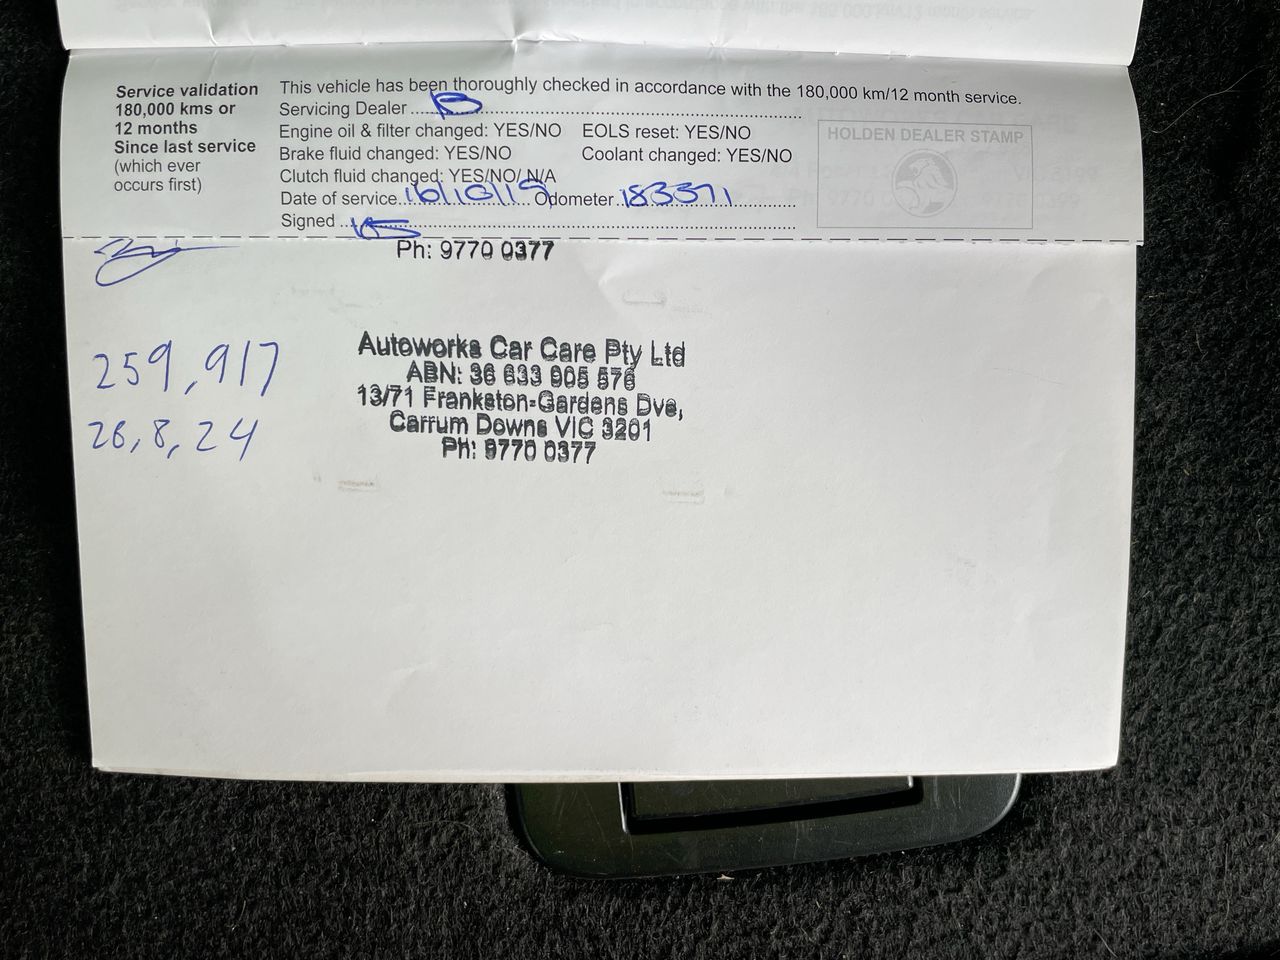 Service validation
180,000 kms or
12 months
Since last service
(which ever
occurs first)
This vehicle has been thoroughly checked in accordance with the 180,000 km/12 month service.
Servicing Dealer
Engine oil & filter changed: YES/NO EOLS reset: YES/NO
Brake fluid changed: YES/NO Coolant changed: YES/NO
Clutch fluid changed: YES/NO/ N/A
Date of service..16/10/19.. Odometer..183371
Signed
HOLDEN DEALER STAMP
Ph: 9770 0377
259,917
26,8,24
Autoworks Car Care Pty Ltd
ABN: 36 633 905 576
13/71 Frankston-Gardens Dve,
Carrum Downs VIC 3201
Ph: 9770 0377